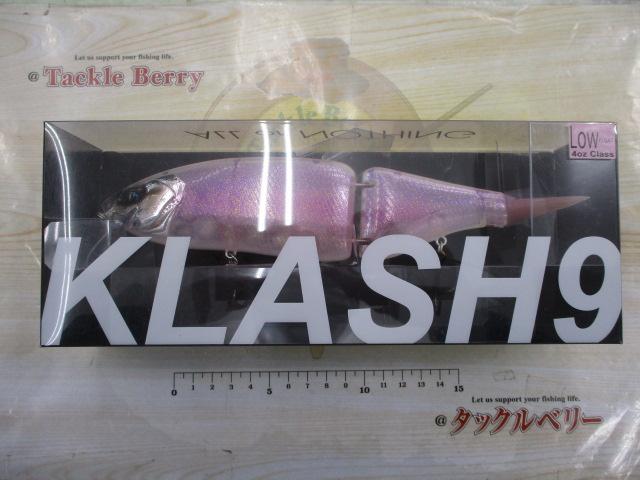 Let us support your fishing life.
@ Tackle Berry
ALL or NOTHING
LOW
4oz Class
KLASH9
0 1 2 3 4 5 6 7 8 9 10 11 12 13 14 15
Let us support your fishing life.
@ タックルベリー